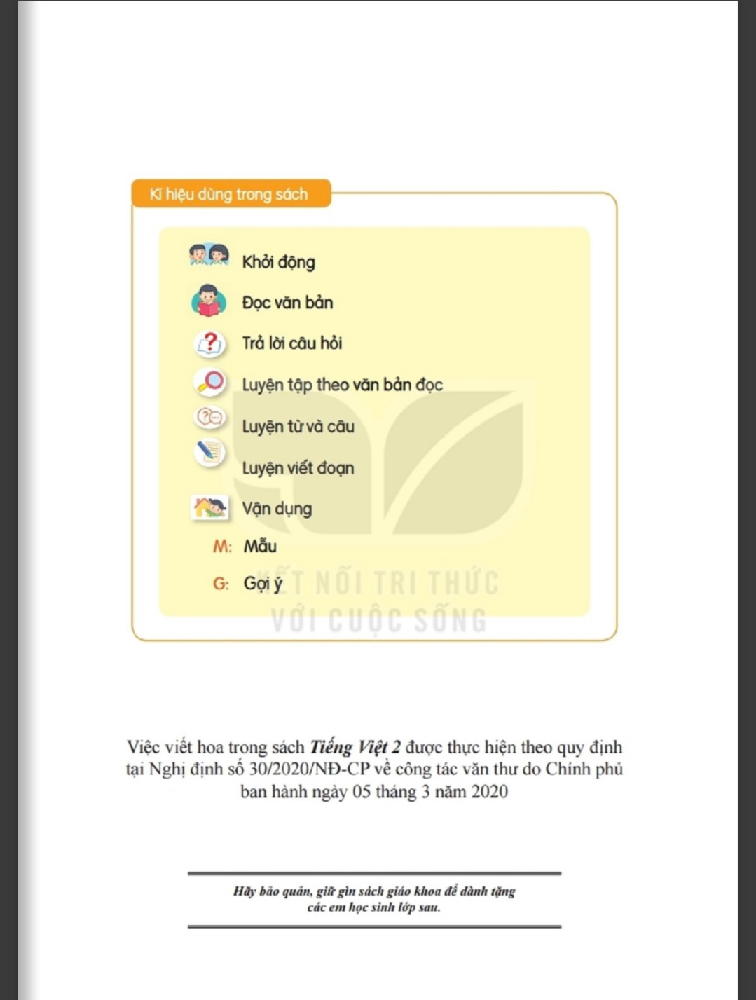 Kĩ hiệu dùng trong sách
Khởi động
Đọc văn bản
Trả lời câu hỏi
Luyện tập theo văn bản đọc
Luyện từ và câu
Luyện viết đoạn
Vận dụng
M: Mẫu
G: Gợi ý
KẾT NỐI TRI THỨC
VỚI CUỘC SỐNG
Việc viết hoa trong sách Tiếng Việt 2 được thực hiện theo quy định
tại Nghị định số 30/2020/NĐ-CP về công tác văn thư do Chính phủ
ban hành ngày 05 tháng 3 năm 2020
Hãy bảo quản, giữ gìn sách giáo khoa để dành tặng
các em học sinh lớp sau.